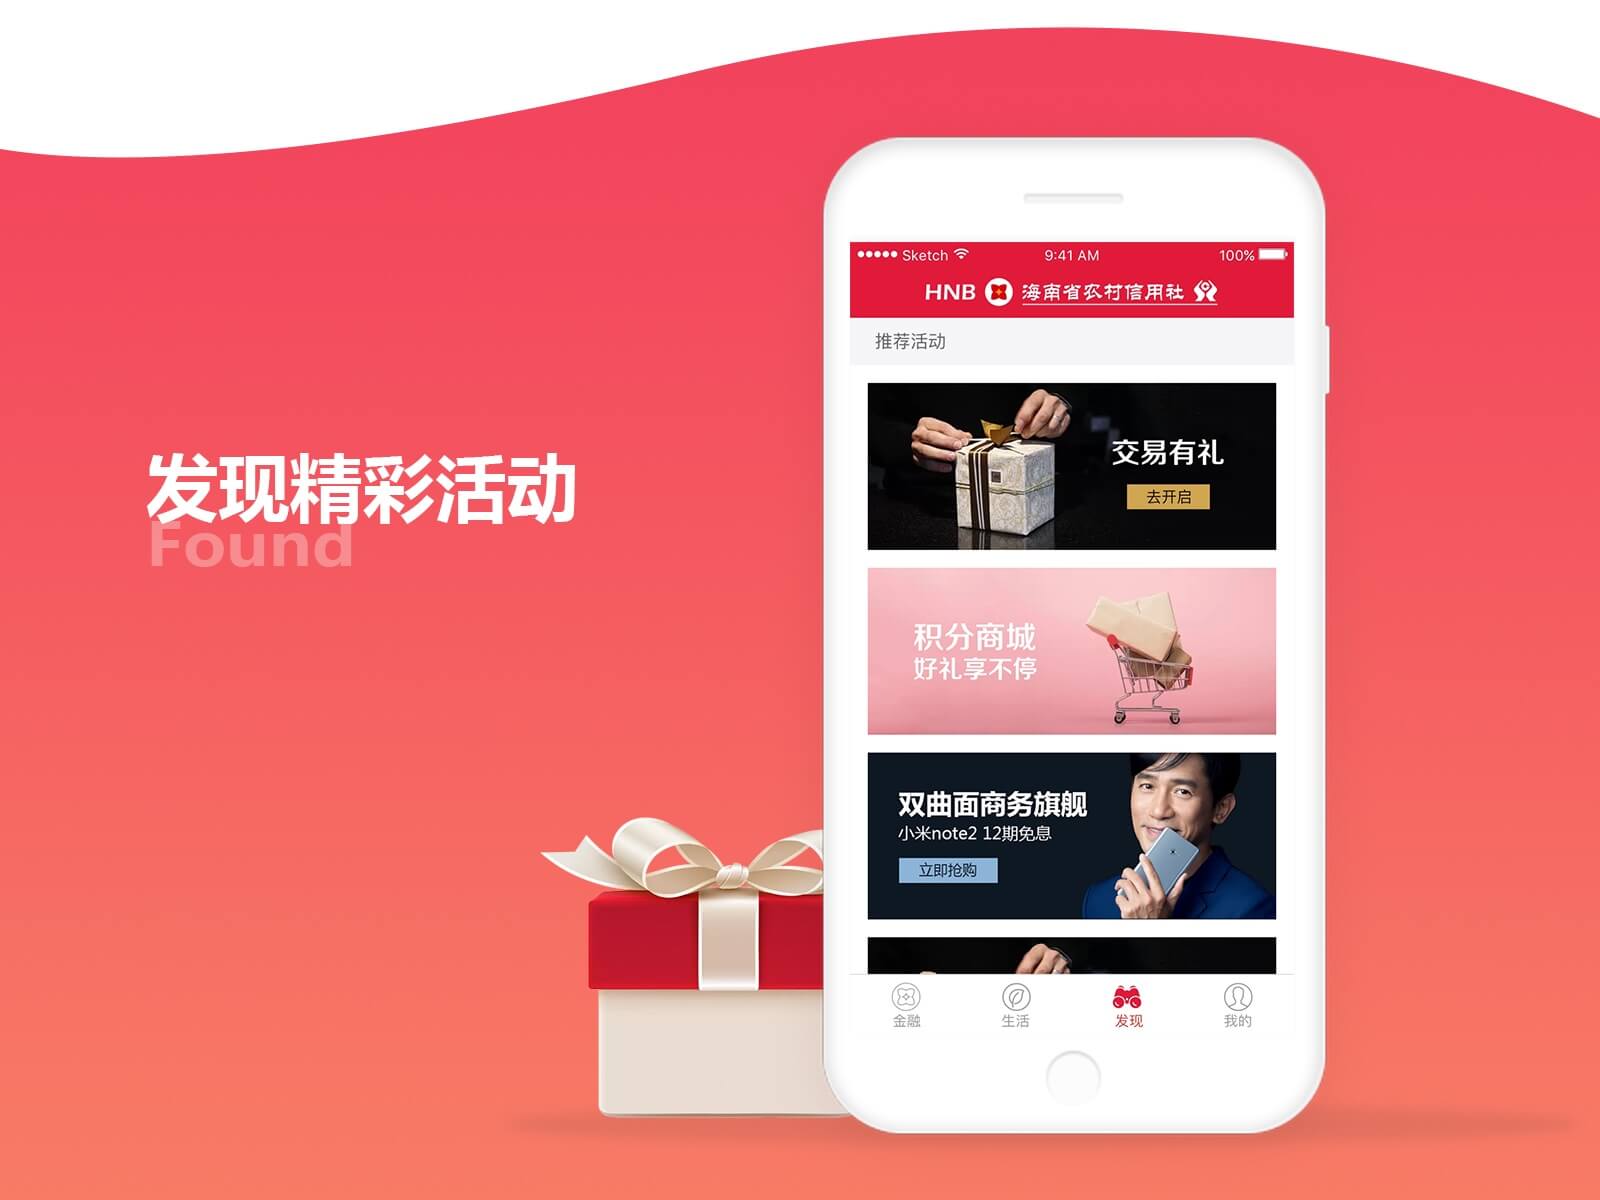 发现精彩活动
Found
Sketch 9:41 AM 100%
HNB 海南省农村信用社
推荐活动
交易有礼
去开启
积分商城
好礼享不停
双曲面商务旗舰
小米note2 12期免息
立即抢购
金融 生活 发现 我的